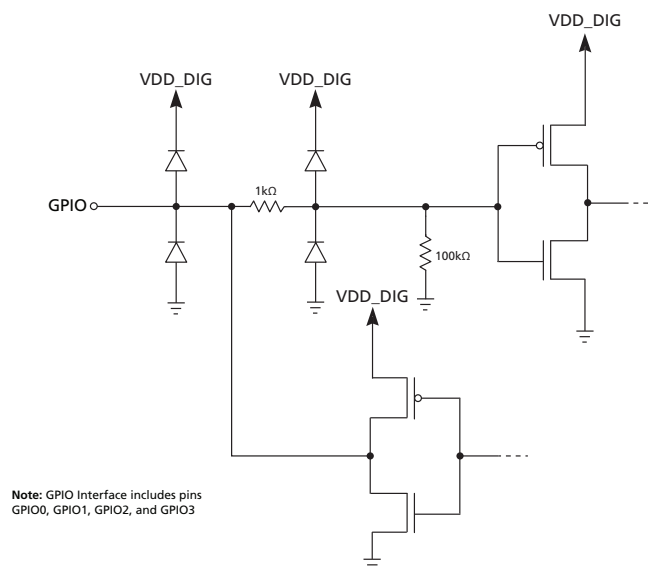 VDD_DIG
VDD_DIG
VDD_DIG
1kΩ
GPIO
100kΩ
VDD_DIG
Note: GPIO Interface includes pins
GPIO0, GPIO1, GPIO2, and GPIO3